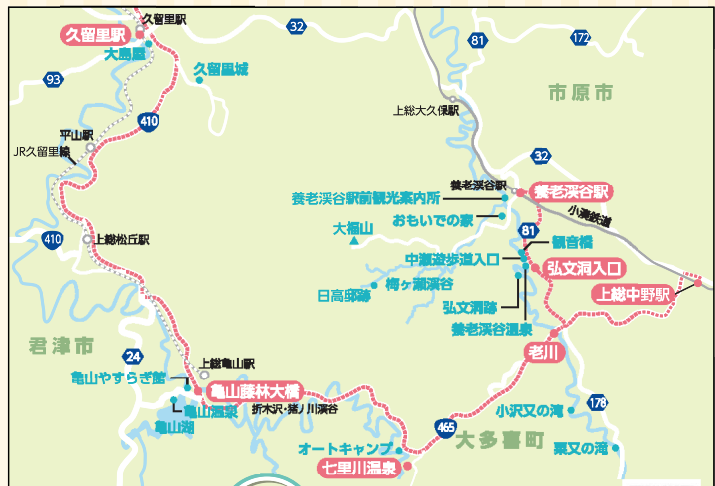 久留里駅
久留里駅
大島屋
久留里城
32
81
172
93
市原市
410
上総大久保駅
平山駅
JR久留里線
32
養老渓谷駅
養老渓谷駅
養老渓谷駅前観光案内所
小湊鉄道
おもいでの家
大福山
81
観音橋
410
上総松丘駅
中瀬遊歩道入口
弘文洞入口
梅ヶ瀬渓谷
日高邸跡
上総中野駅
弘文洞跡
養老渓谷温泉
君津市
24
老川
上総亀山駅
亀山やすらぎ館
亀山藤林大橋
折木沢・猪ノ川渓谷
亀山温泉
亀山湖
小沢又の滝
178
465
大多喜町
粟又の滝
オートキャンプ
七里川温泉